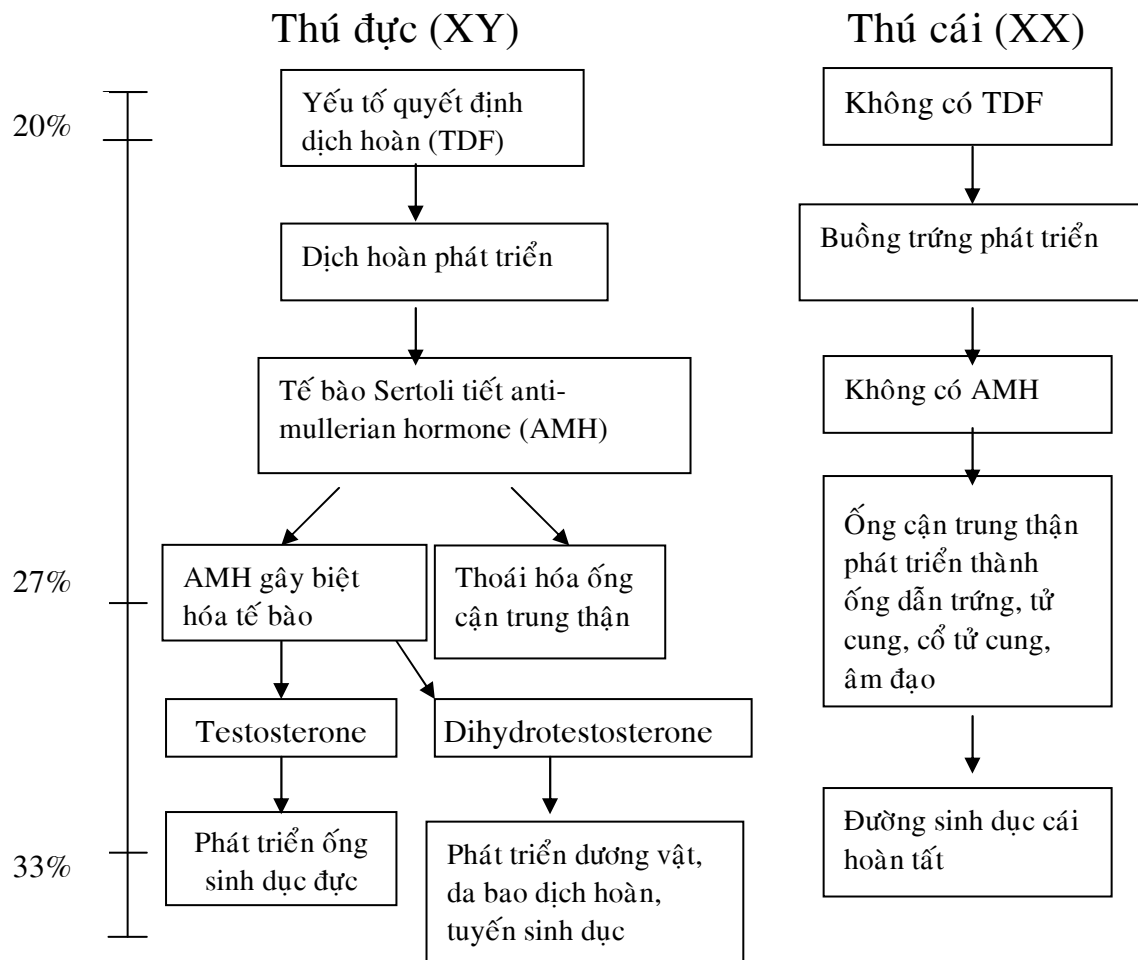 Thú đực (XY)
Thú cái (XX)
20%
27%
33%
Yếu tố quyết định
dịch hoàn (TDF)
Dịch hoàn phát triển
Tế bào Sertoli tiết anti-
mullerian hormone (AMH)
AMH gây biệt
hóa tế bào
Thoái hóa ống
cận trung thận
Testosterone
Dihydrotestosterone
Phát triển ống
sinh dục đực
Phát triển dương vật,
da bao dịch hoàn,
tuyến sinh dục
Không có TDF
Buồng trứng phát triển
Không có AMH
Ống cận trung thận
phát triển thành
ống dẫn trứng, tử
cung, cổ tử cung,
âm đạo
Đường sinh dục cái
hoàn tất